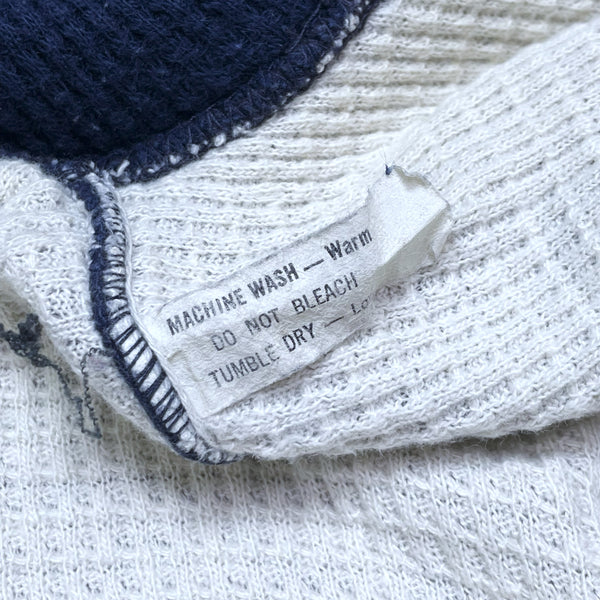 MACHINE WASH — Warm
DO NOT BLEACH
TUMBLE DRY —